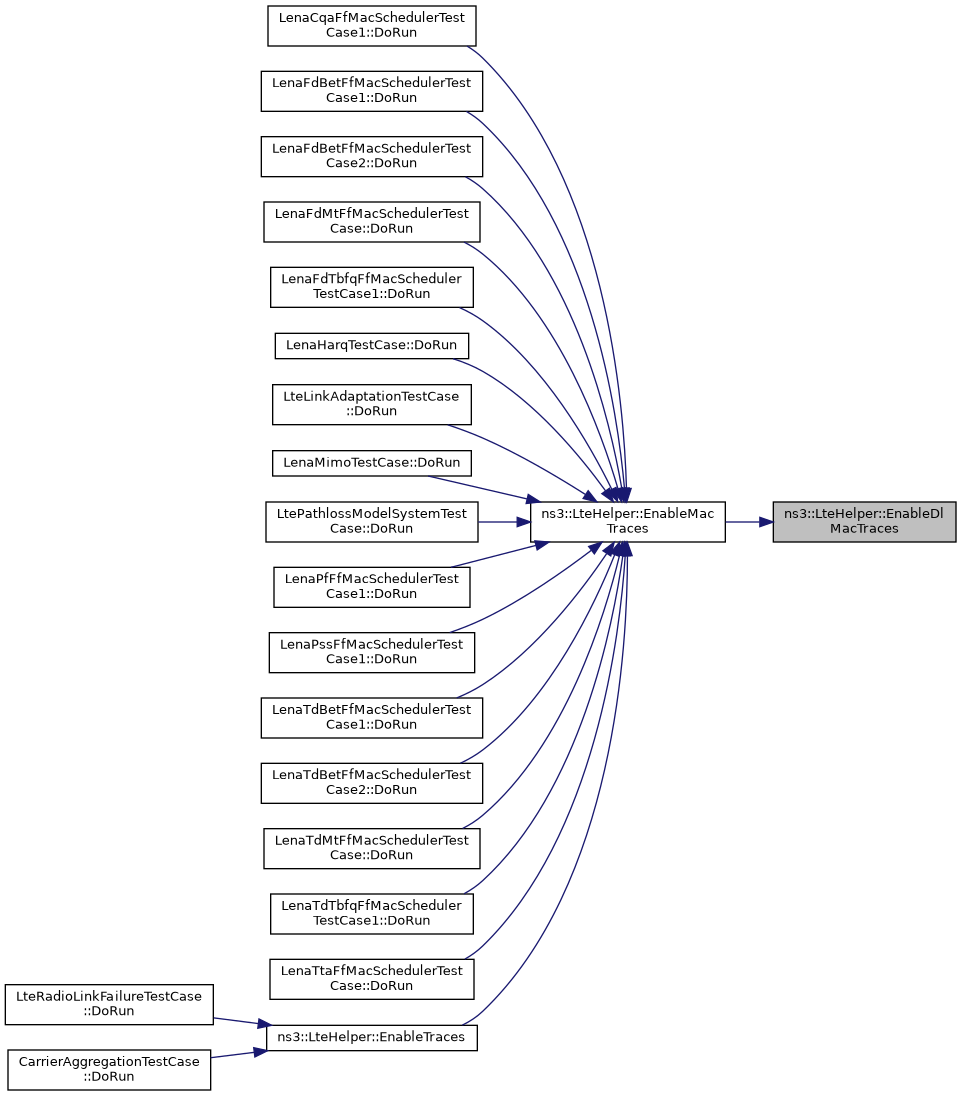 LenaCqaFfMacSchedulerTest
Case1::DoRun
LenaFdBetFfMacSchedulerTest
Case1::DoRun
LenaFdBetFfMacSchedulerTest
Case2::DoRun
LenaFdMtFfMacSchedulerTest
Case::DoRun
LenaFdTbfqFfMacScheduler
TestCase1::DoRun
LenaHarqTestCase::DoRun
LteLinkAdaptationTestCase
::DoRun
LenaMimoTestCase::DoRun
LtePathlossModelSystemTest
Case::DoRun
ns3::LteHelper::EnableMac
Traces
ns3::LteHelper::EnableDl
MacTraces
LenaPfFfMacSchedulerTest
Case1::DoRun
LenaPssFfMacSchedulerTest
Case1::DoRun
LenaTdBetFfMacSchedulerTest
Case1::DoRun
LenaTdBetFfMacSchedulerTest
Case2::DoRun
LenaTdMtFfMacSchedulerTest
Case::DoRun
LenaTdTbfqFfMacScheduler
TestCase1::DoRun
LenaTtaFfMacSchedulerTest
Case::DoRun
LteRadioLinkFailureTestCase
::DoRun
ns3::LteHelper::EnableTraces
CarrierAggregationTestCase
::DoRun